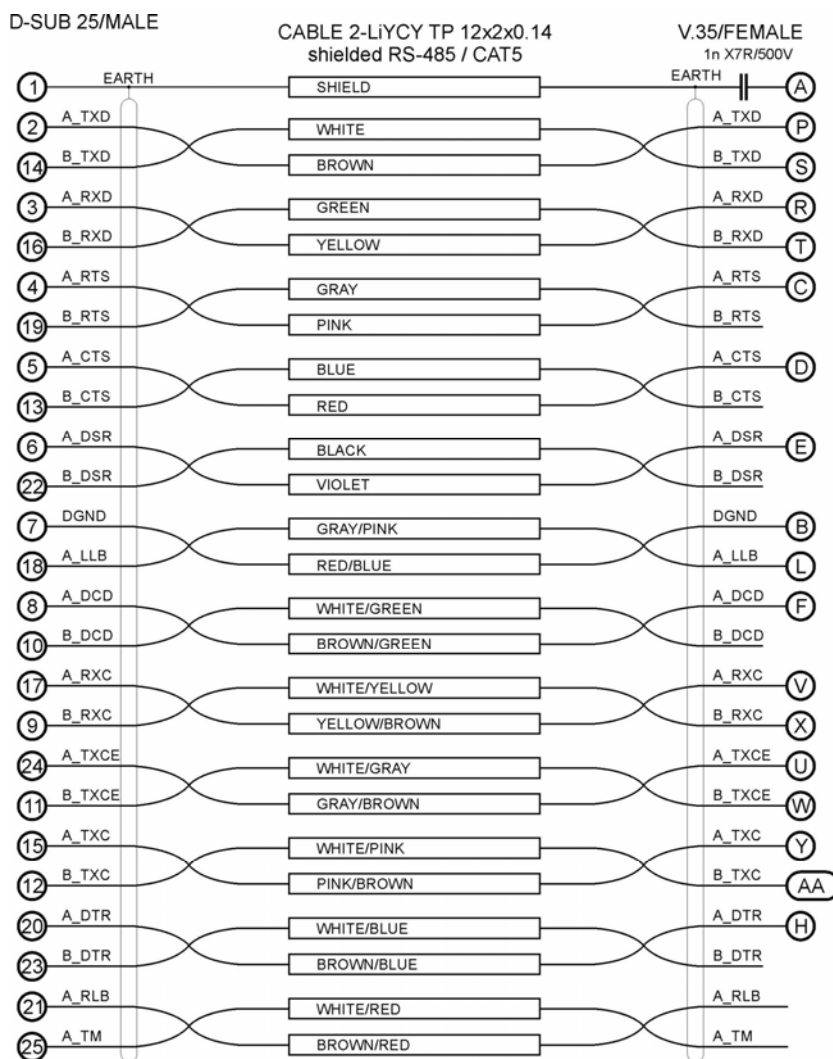 D-SUB 25/MALE
CABLE 2-LiYCY TP 12x2x0.14
shielded RS-485 / CAT5
V.35/FEMALE
1n X7R/500V
1 EARTH SHIELD EARTH A
2 A_TXD WHITE A_TXD P
14 B_TXD BROWN B_TXD S
3 A_RXD GREEN A_RXD R
16 B_RXD YELLOW B_RXD T
4 A_RTS GRAY A_RTS C
19 B_RTS PINK B_RTS
5 A_CTS BLUE A_CTS D
13 B_CTS RED B_CTS
6 A_DSR BLACK A_DSR E
22 B_DSR VIOLET B_DSR
7 DGND GRAY/PINK DGND B
18 A_LLB RED/BLUE A_LLB L
8 A_DCD WHITE/GREEN A_DCD F
10 B_DCD BROWN/GREEN B_DCD
17 A_RXC WHITE/YELLOW A_RXC V
9 B_RXC YELLOW/BROWN B_RXC X
24 A_TXCE WHITE/GRAY A_TXCE U
11 B_TXCE GRAY/BROWN B_TXCE W
15 A_TXC WHITE/PINK A_TXC Y
12 B_TXC PINK/BROWN B_TXC AA
20 A_DTR WHITE/BLUE A_DTR H
23 B_DTR BROWN/BLUE B_DTR
21 A_RLB WHITE/RED A_RLB
25 A_TM BROWN/RED A_TM